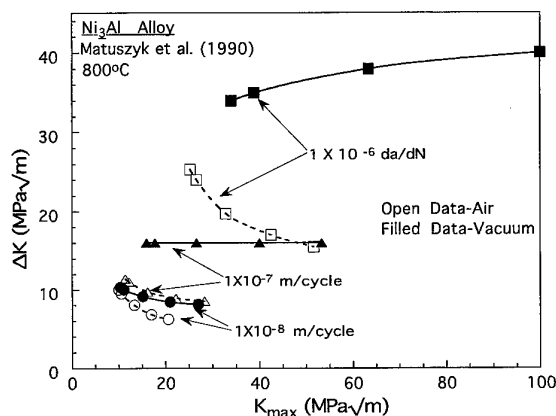 Ni₃Al Alloy
Matuszyk et al. (1990)
800ºC
1 X 10⁻⁶ da/dN
Open Data-Air
Filled Data-Vacuum
1X10⁻⁷ m/cycle
1X10⁻⁸ m/cycle
ΔK (MPa√m)
50
40
30
20
10
0
0
20
40
60
80
100
Kmax (MPa√m)